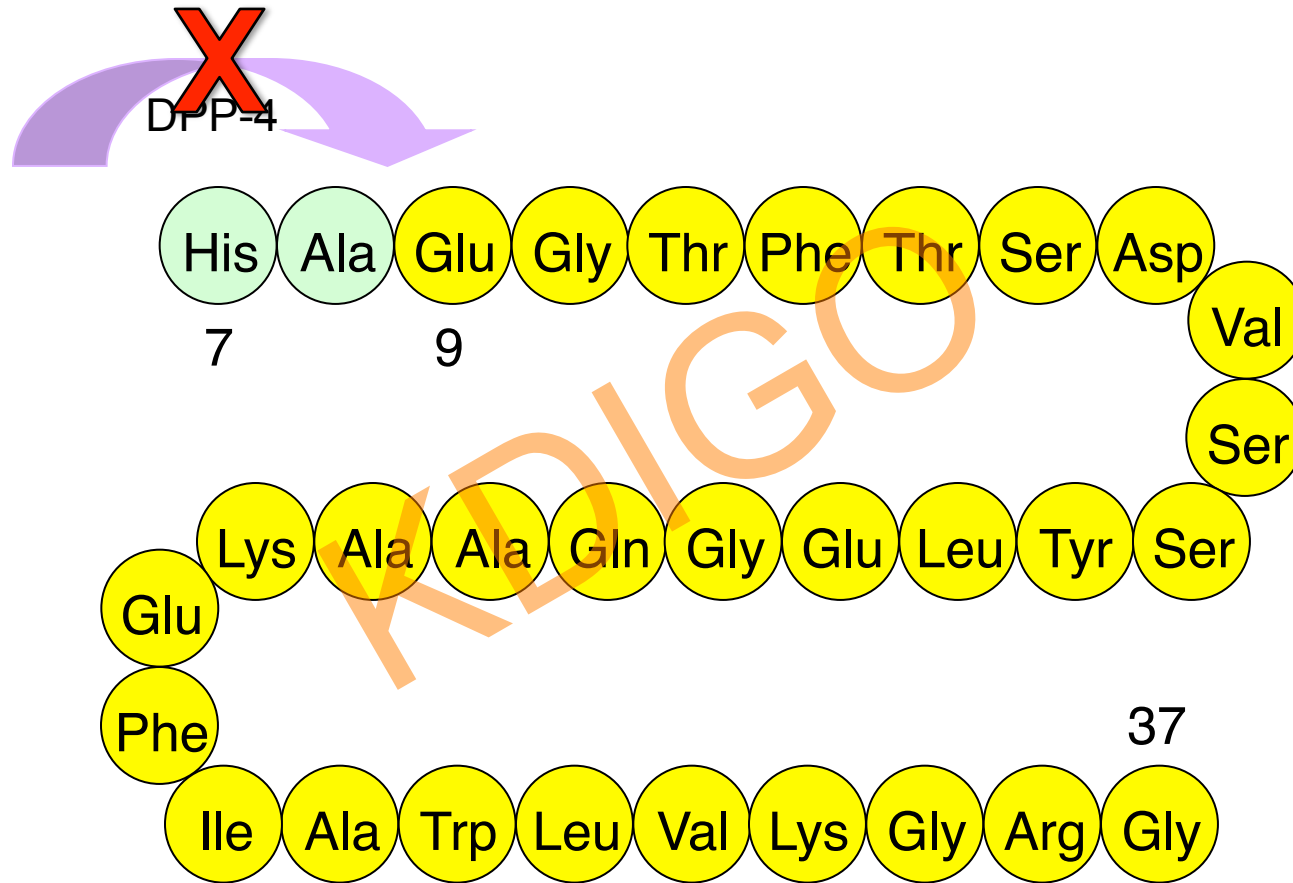 X
DPP-4
His Ala Glu Gly Thr Phe Thr Ser Asp
7 9
Val
Ser
Lys Ala Ala Gln Gly Glu Leu Tyr Ser
Glu
Phe
37
Ile Ala Trp Leu Val Lys Gly Arg Gly
KDIGO